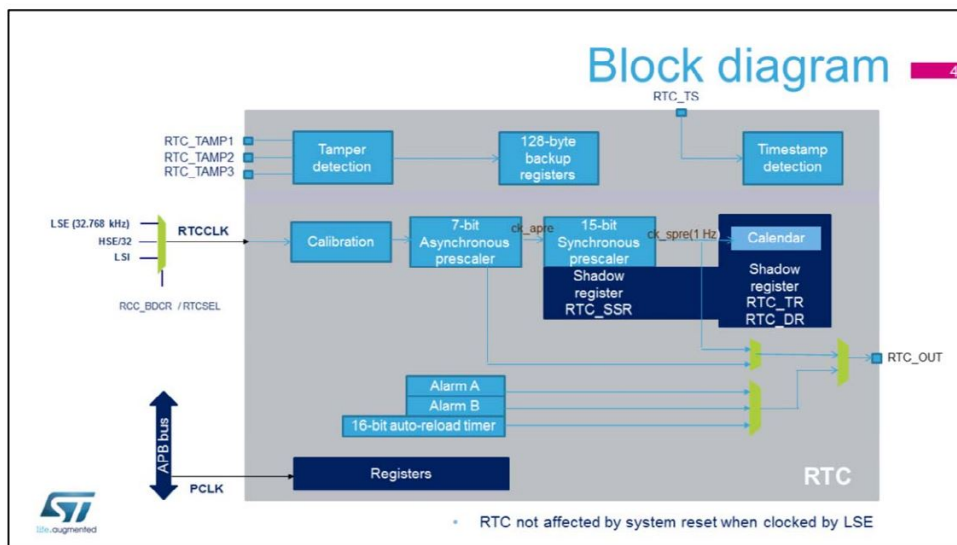 Block diagram
4
RTC_TS
RTC_TAMP1
RTC_TAMP2
RTC_TAMP3
Tamper
detection
128-byte
backup
registers
Timestamp
detection
LSE (32.768 kHz)
HSE/32
LSI
RTCCLK
RCC_BDCR / RTCSEL
Calibration
7-bit
Asynchronous
prescaler
ck_apre
15-bit
Synchronous
prescaler
ck_spre(1 Hz)
Calendar
Shadow
register
RTC_SSR
Shadow
register
RTC_TR
RTC_DR
RTC_OUT
Alarm A
Alarm B
16-bit auto-reload timer
APB bus
PCLK
Registers
RTC
ST
life.augmented
• RTC not affected by system reset when clocked by LSE